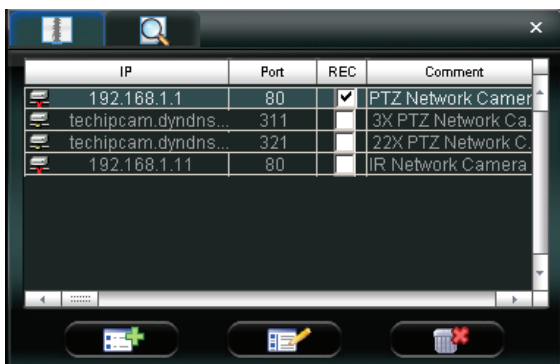 IP Port REC Comment
192.168.1.1 80 PTZ Network Camer
techipcam.dyndns... 311 3X PTZ Network Ca.
techipcam.dyndns... 321 22X PTZ Network C.
192.168.1.11 80 IR Network Camera